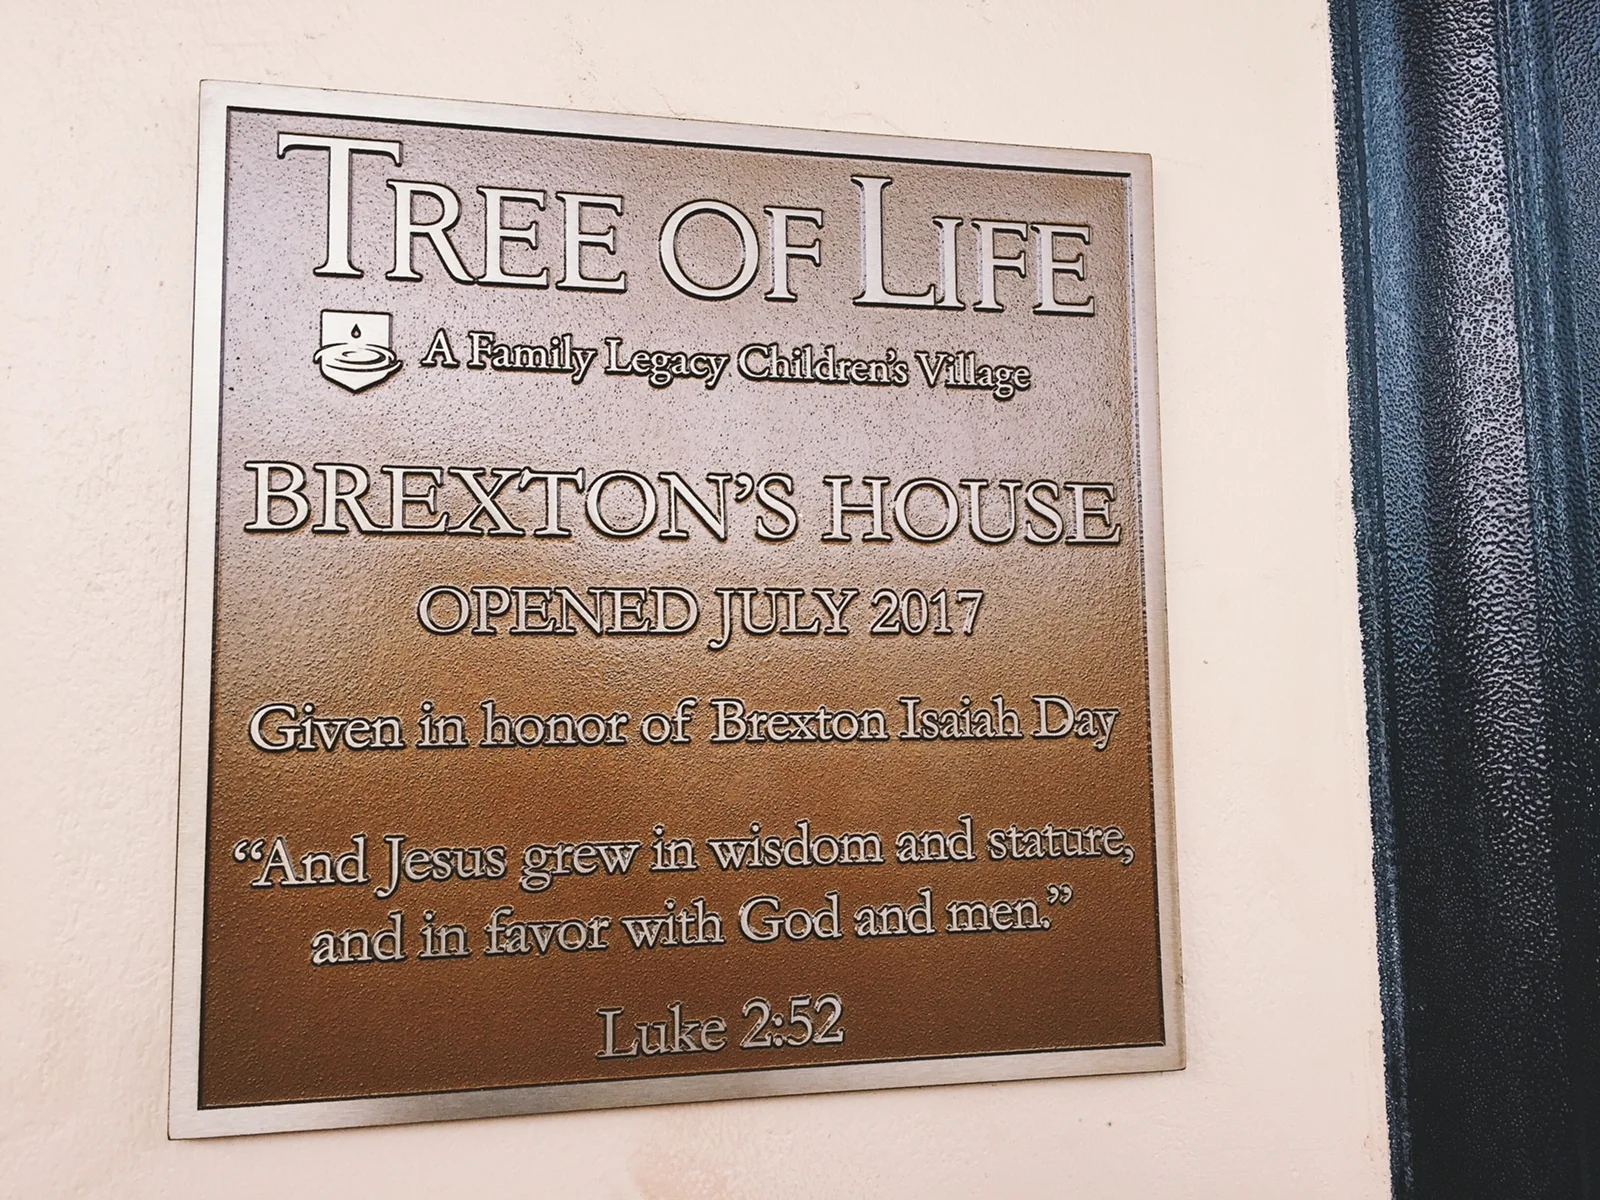 TREE OF LIFE
A Family Legacy Children's Village
BREXTON'S HOUSE
OPENED JULY 2017
Given in honor of Brexton Isaiah Day
“And Jesus grew in wisdom and stature,
and in favor with God and men.”
Luke 2:52